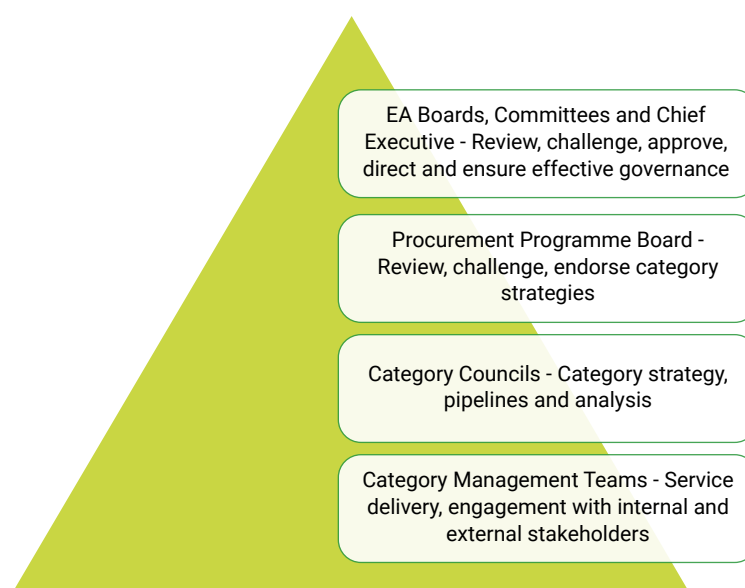 EA Boards, Committees and Chief
Executive - Review, challenge, approve,
direct and ensure effective governance
Procurement Programme Board -
Review, challenge, endorse category
strategies
Category Councils - Category strategy,
pipelines and analysis
Category Management Teams - Service
delivery, engagement with internal and
external stakeholders